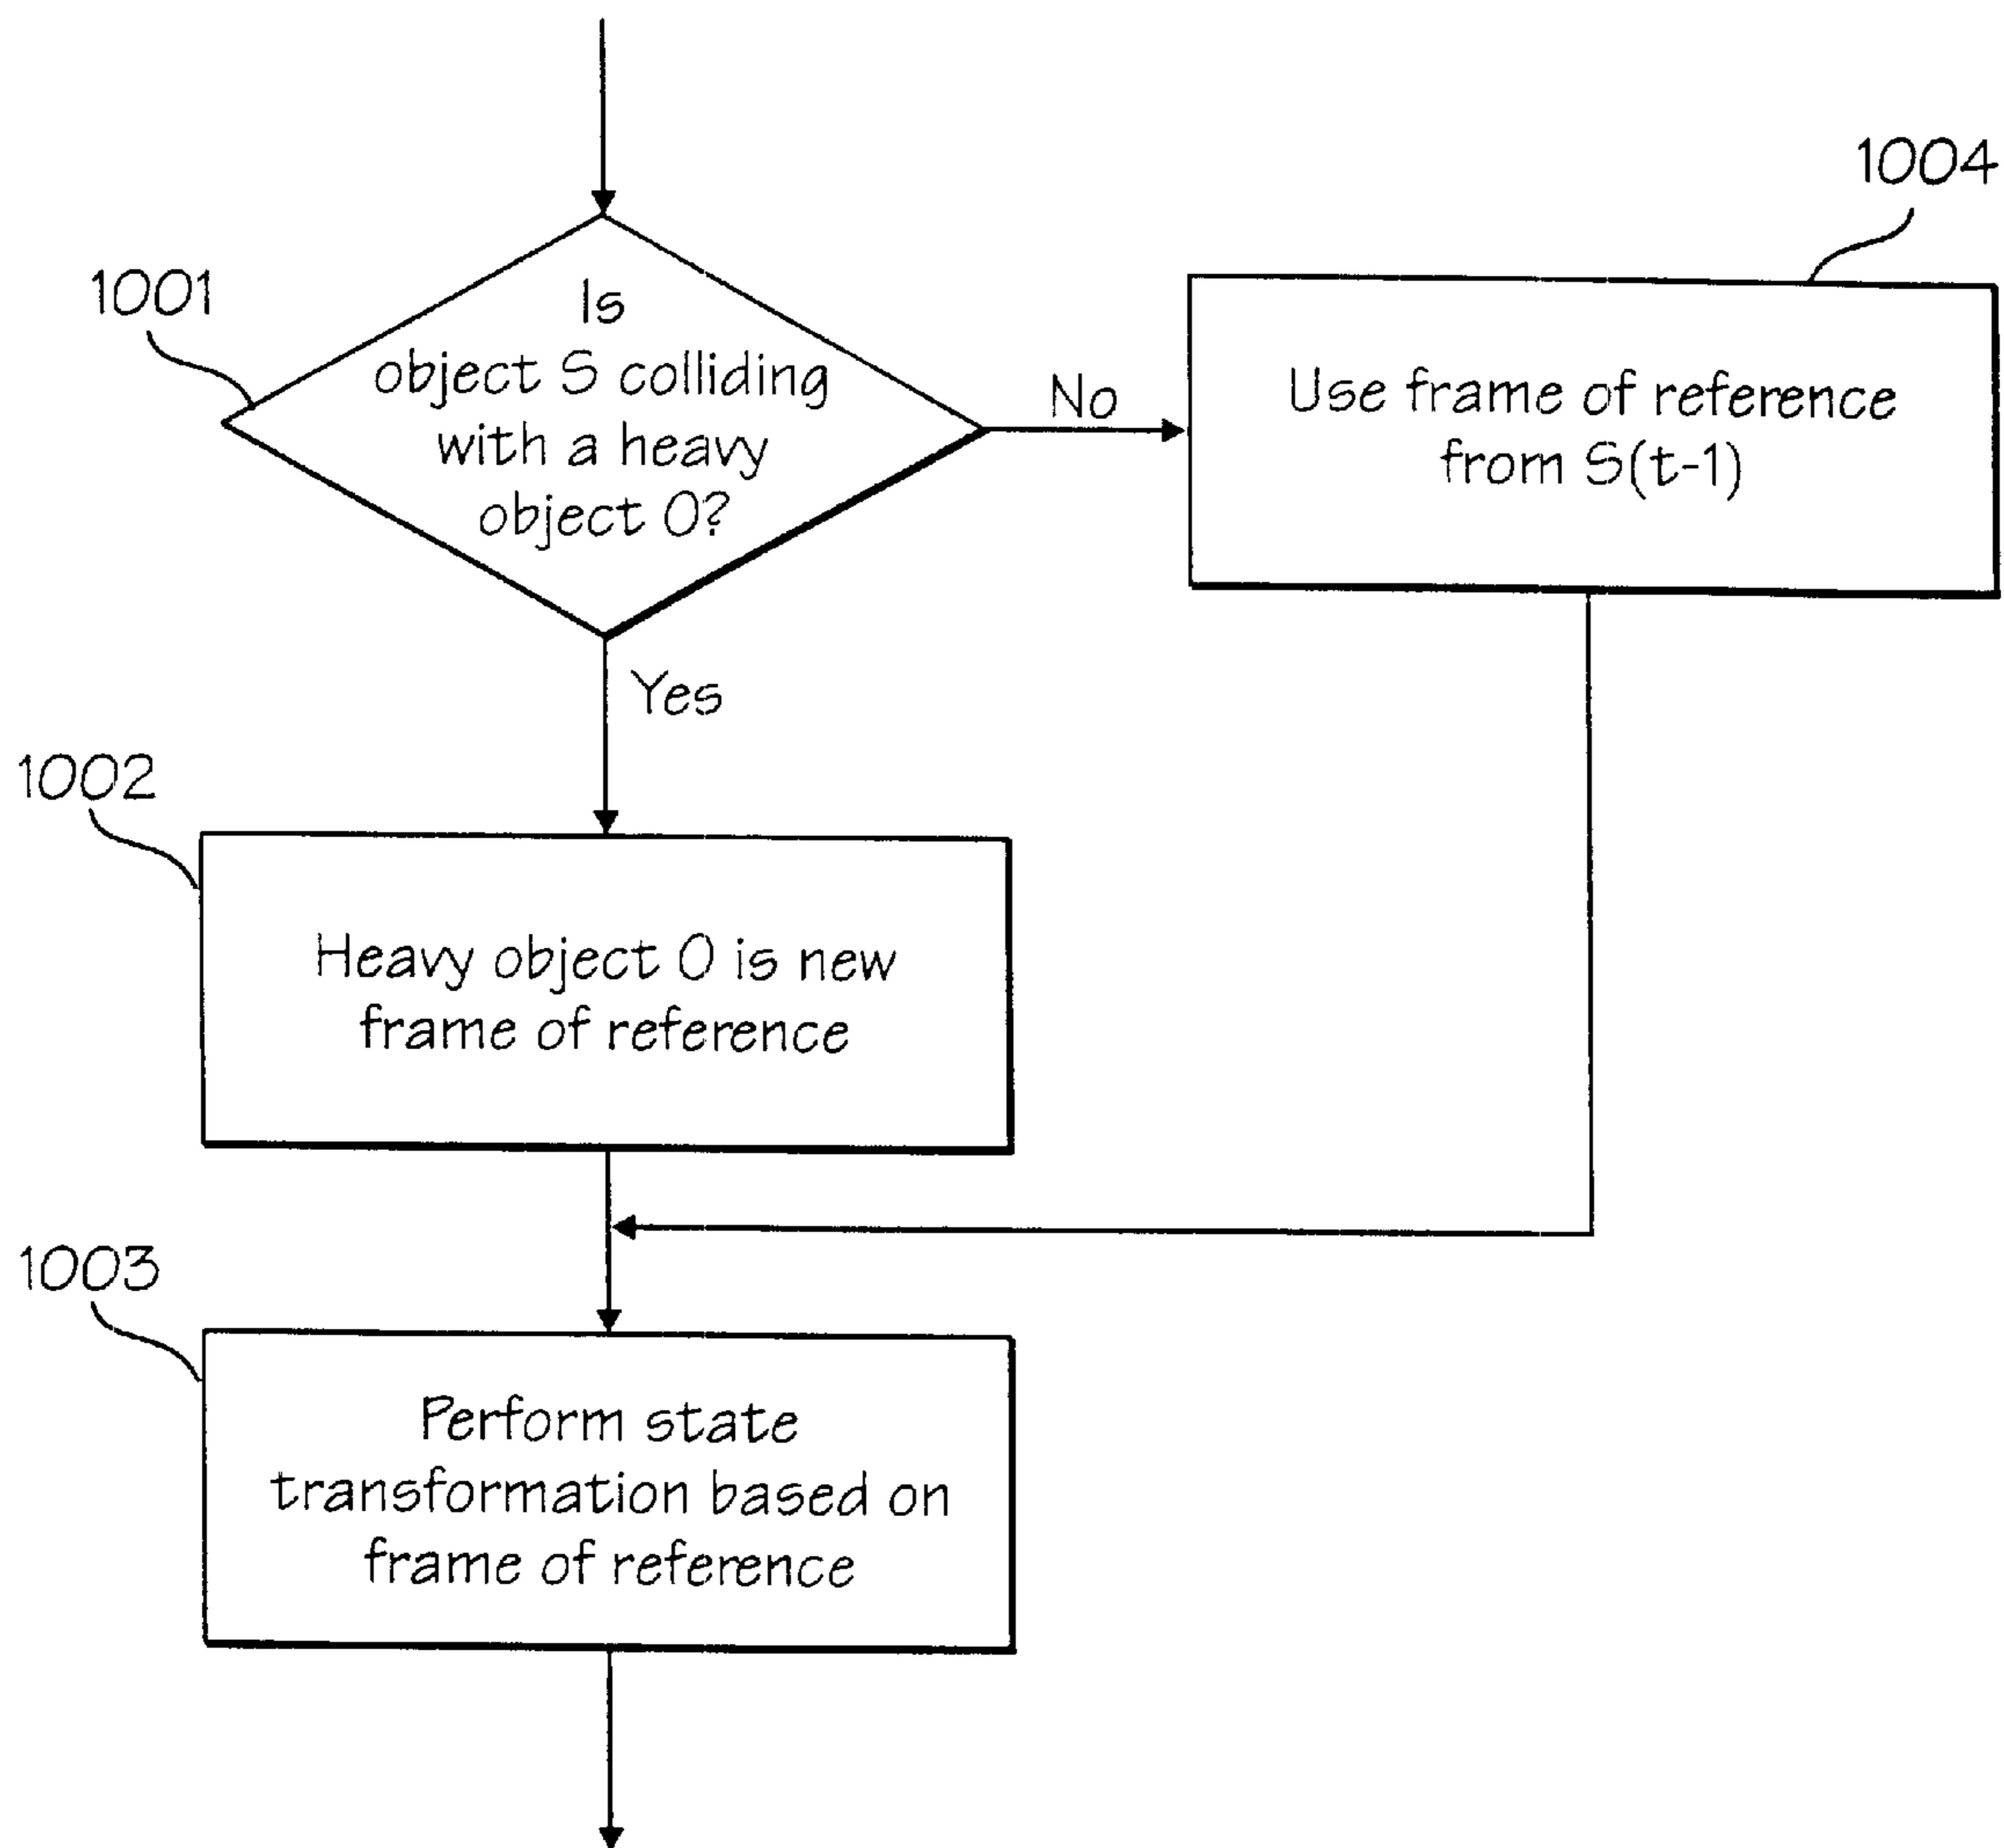 1001
Is
object S colliding
with a heavy
object O?
No
1004
Use frame of reference
from S(t-1)
Yes
1002
Heavy object O is new
frame of reference
1003
Perform state
transformation based on
frame of reference